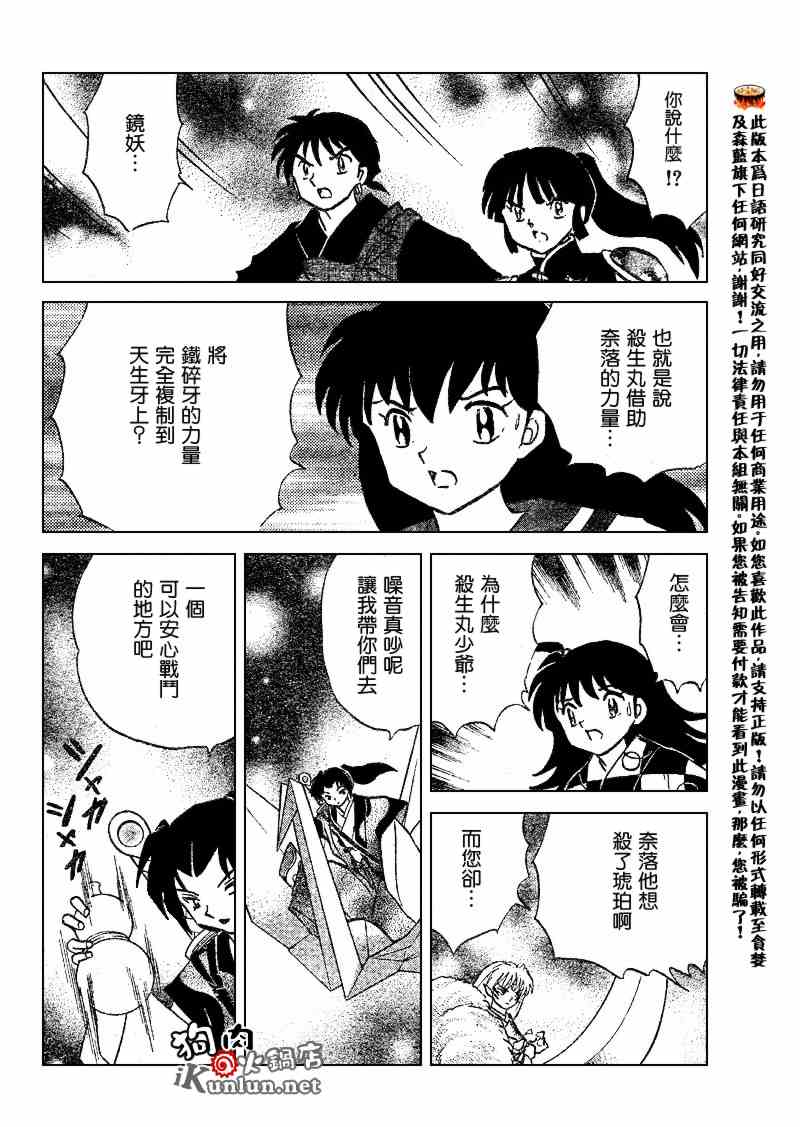 你說什麼!?
鏡妖…
也就是說
殺生丸借助
奈落的力量…
將
鐵碎牙的力量
完全複制到
天生牙上?
怎麼會…
為什麼
殺生丸少爺…
噪音真吵呢
讓我帶你們去
一個
可以安心戰鬥
的地方吧
ジャカ
ジャカ
奈落他想
殺了琥珀啊
而您卻…
此版本爲日語研究同好交流之用,請勿用于任何商業用途。如您喜歡此作品,請支持正版!請勿以任何形式轉載至貪婪
及森藍旗下任何網站,謝謝!一切法律責任與本組無關。如果您被告知需要付款才能看到此漫畫,那麼,您被騙了!
狗肉火鍋店
iKunlun.net